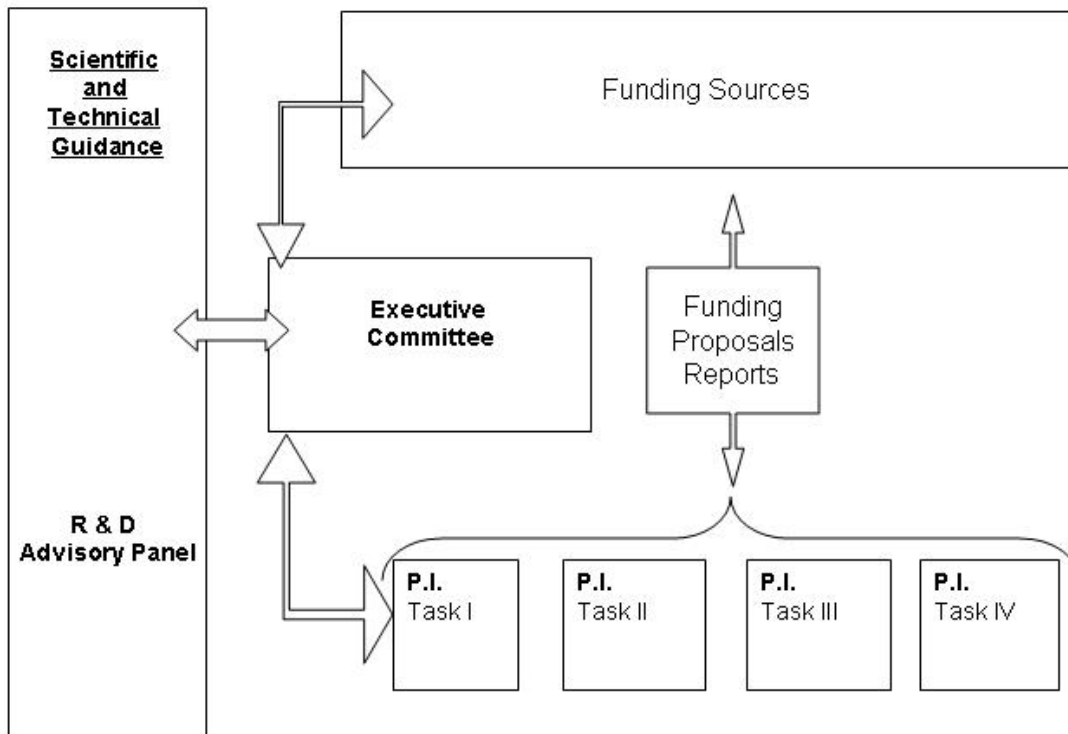 Scientific
and
Technical
Guidance
R & D
Advisory Panel
Funding Sources
Executive
Committee
Funding
Proposals
Reports
P.I.
Task I
P.I.
Task II
P.I.
Task III
P.I.
Task IV